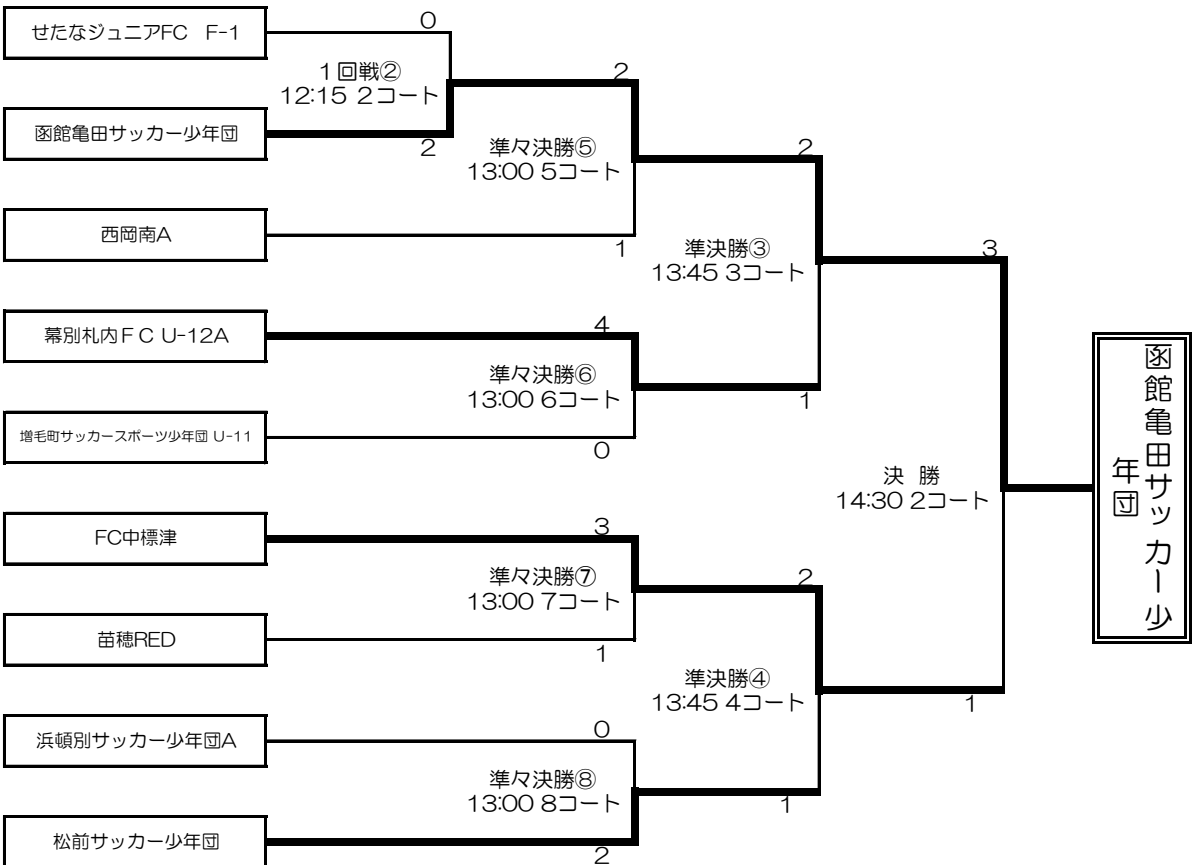 せたなジュニアFC　F-1
0
1回戦②
12:15 2コート
函館亀田サッカー少年団
2
2
準々決勝⑤
13:00 5コート
西岡南A
1
2
準決勝③
13:45 3コート
幕別札内ＦＣ U-12A
4
準々決勝⑥
13:00 6コート
増毛町サッカースポーツ少年団 U-11
0
1
3
決 勝
14:30 2コート
函館亀田サッカー少
年団
FC中標津
3
準々決勝⑦
13:00 7コート
苗穂RED
1
2
準決勝④
13:45 4コート
1
浜頓別サッカー少年団A
0
準々決勝⑧
13:00 8コート
1
松前サッカー少年団
2